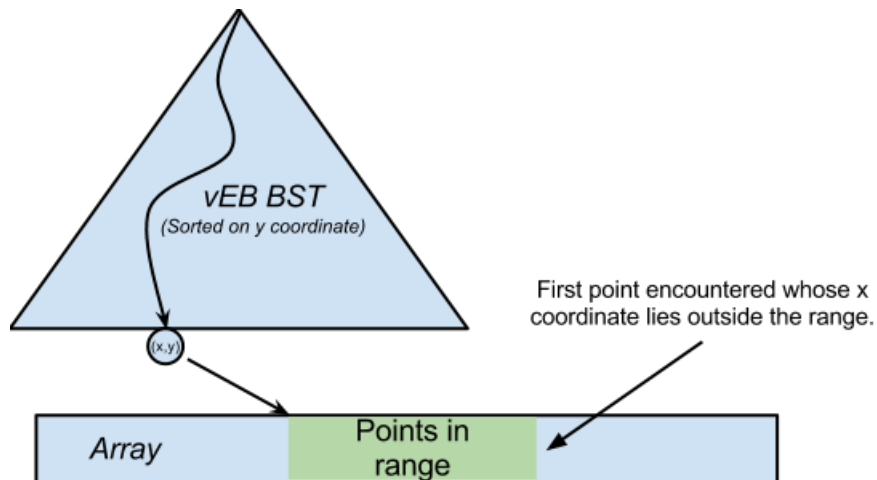 vEB BST
(Sorted on y coordinate)
First point encountered whose x
coordinate lies outside the range.
(x,y)
Array
Points in
range